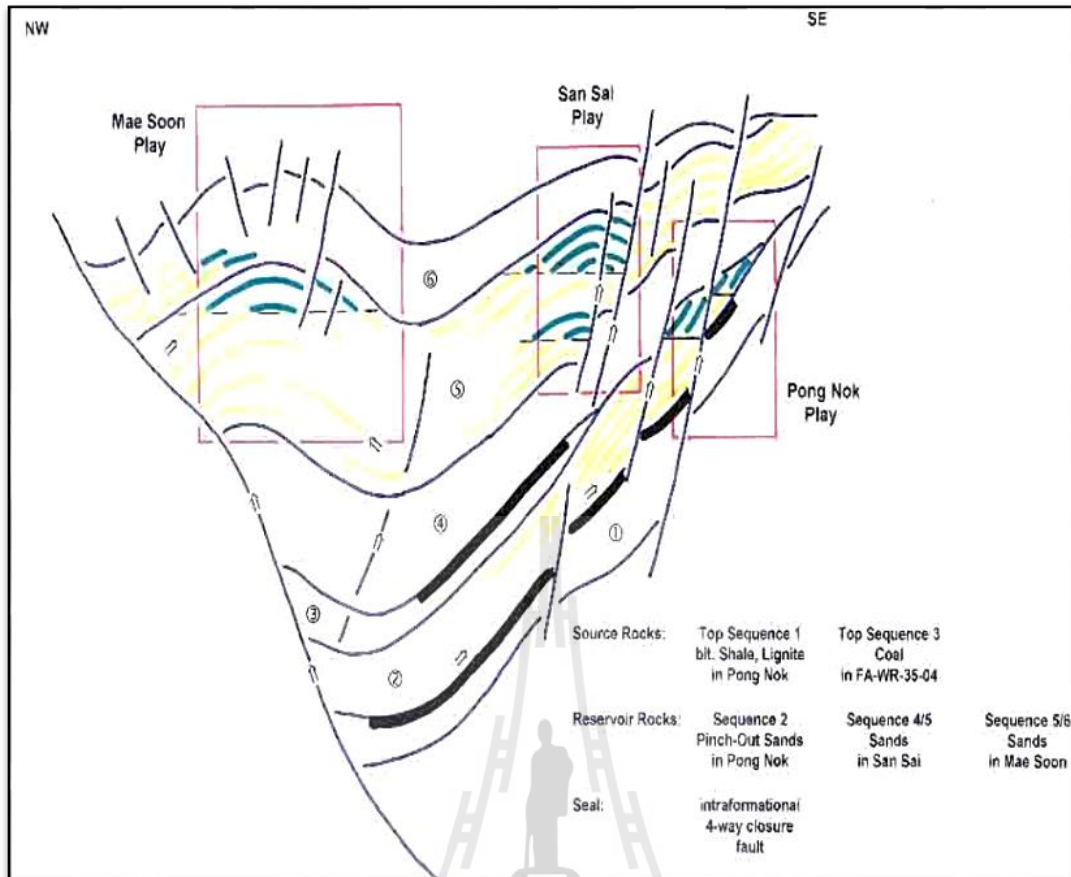 NW
SE
Mae Soon
Play
San Sai
Play
Pong Nok
Play
⑥
⑤
④
③
②
①
Source Rocks:
Top Sequence 1
bit. Shale, Lignite
in Pong Nok
Top Sequence 3
Coal
in FA-WR-35-04
Reservoir Rocks:
Sequence 2
Pinch-Out Sands
in Pong Nok
Sequence 4/5
Sands
in San Sai
Sequence 5/6
Sands
in Mae Soon
Seal:
intraformational
4-way closure
fault